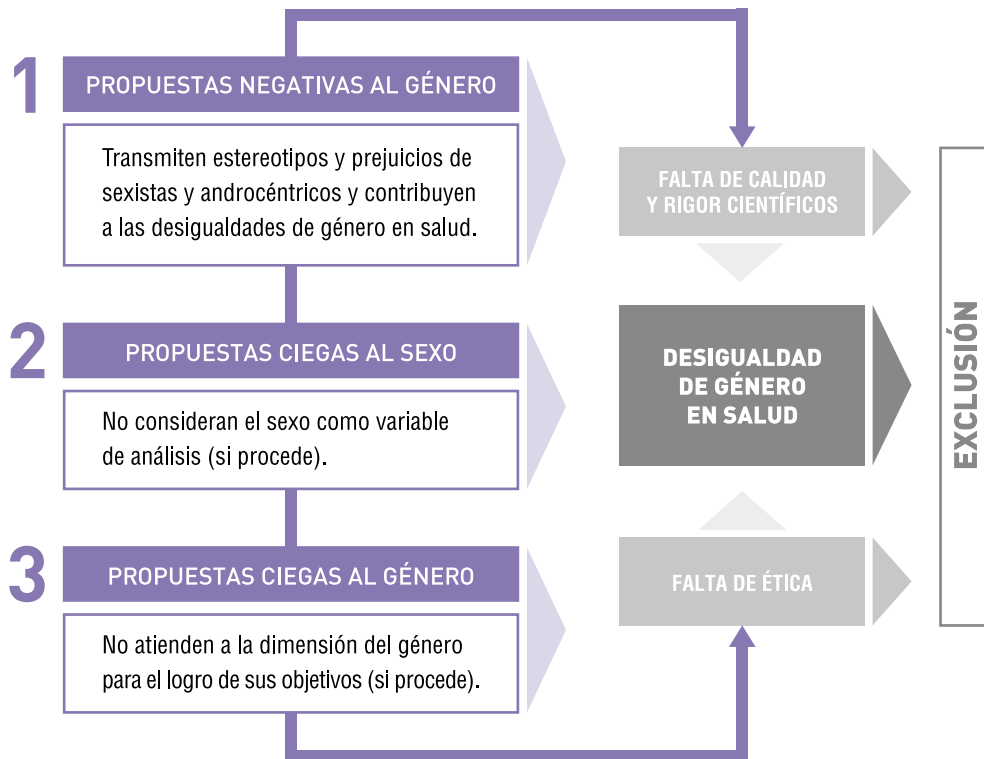 1
PROPUESTAS NEGATIVAS AL GÉNERO
Transmiten estereotipos y prejuicios de
sexistas y androcéntricos y contribuyen
a las desigualdades de género en salud.
2
PROPUESTAS CIEGAS AL SEXO
No consideran el sexo como variable
de análisis (si procede).
3
PROPUESTAS CIEGAS AL GÉNERO
No atienden a la dimensión del género
para el logro de sus objetivos (si procede).
FALTA DE CALIDAD
Y RIGOR CIENTÍFICOS
DESIGUALDAD
DE GÉNERO
EN SALUD
FALTA DE ÉTICA
EXCLUSIÓN